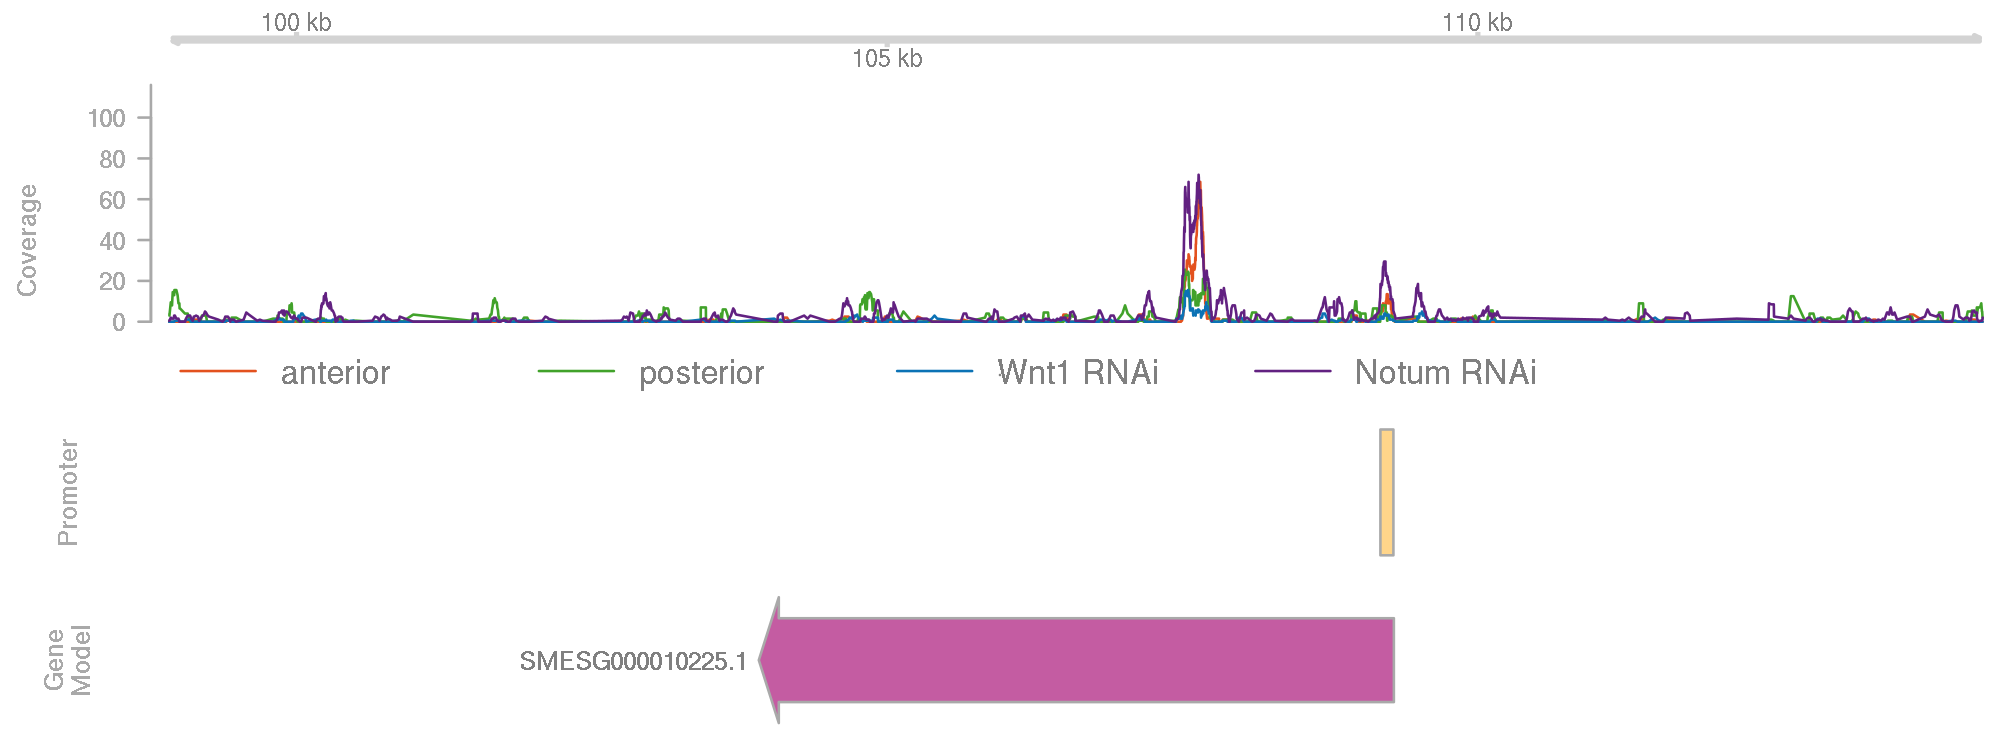 100 kb
110 kb
105 kb
Coverage
100
80
60
40
20
0
anterior
posterior
Wnt1 RNAi
Notum RNAi
Promoter
Gene
Model
SMESG000010225.1